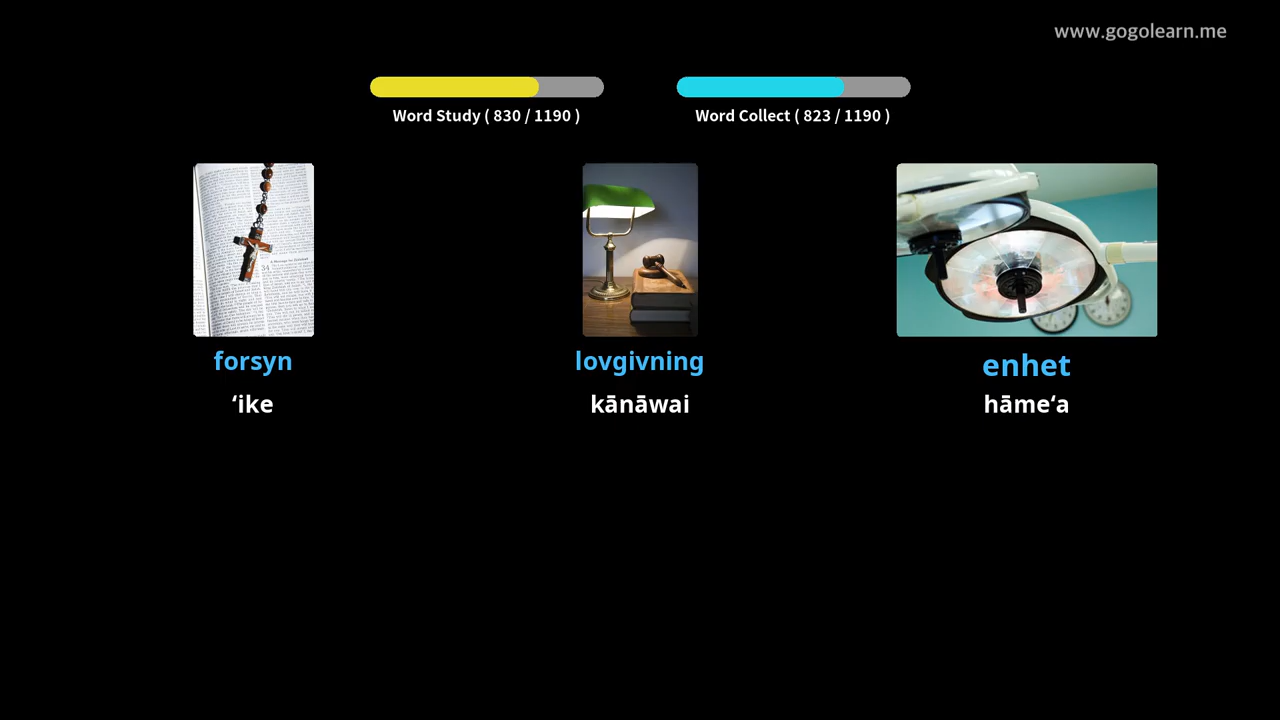 www.gogolearn.me
Word Study ( 830 / 1190 )
Word Collect ( 823 / 1190 )
forsyn
lovgivning
enhet
ʻike
kānāwai
hāmeʻa